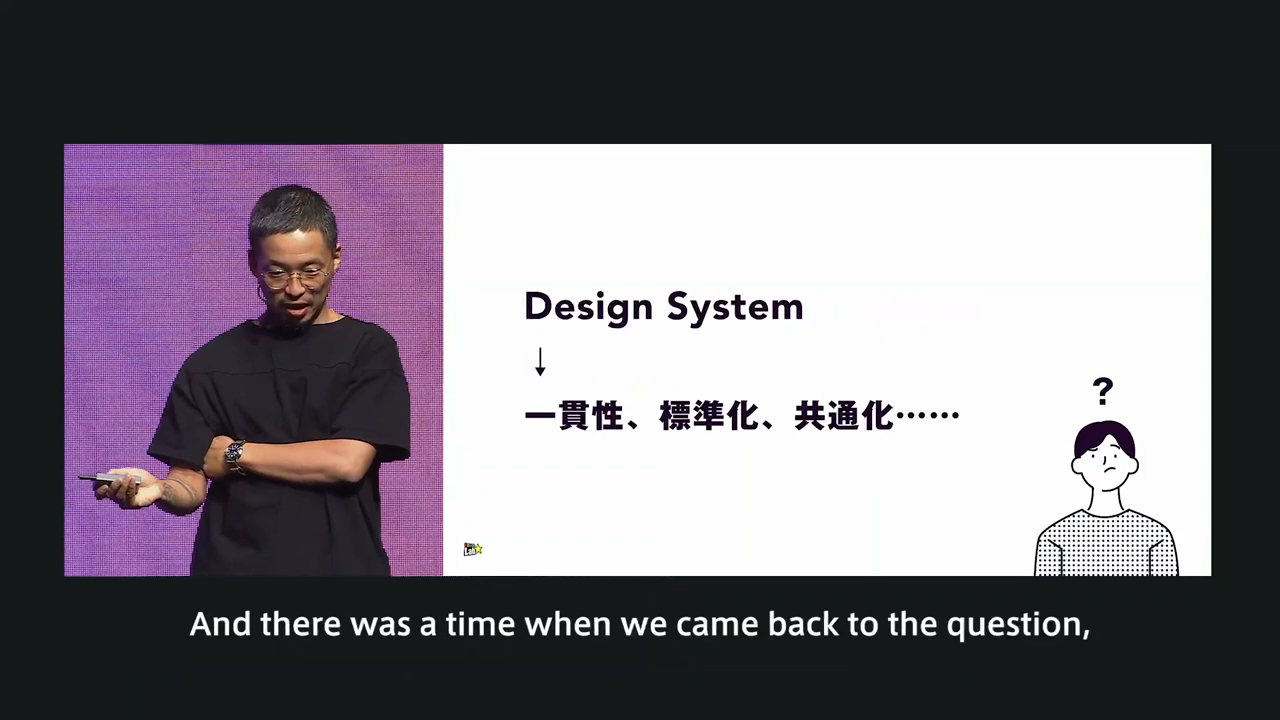 Design System
↓
一貫性、標準化、共通化……
?
And there was a time when we came back to the question,